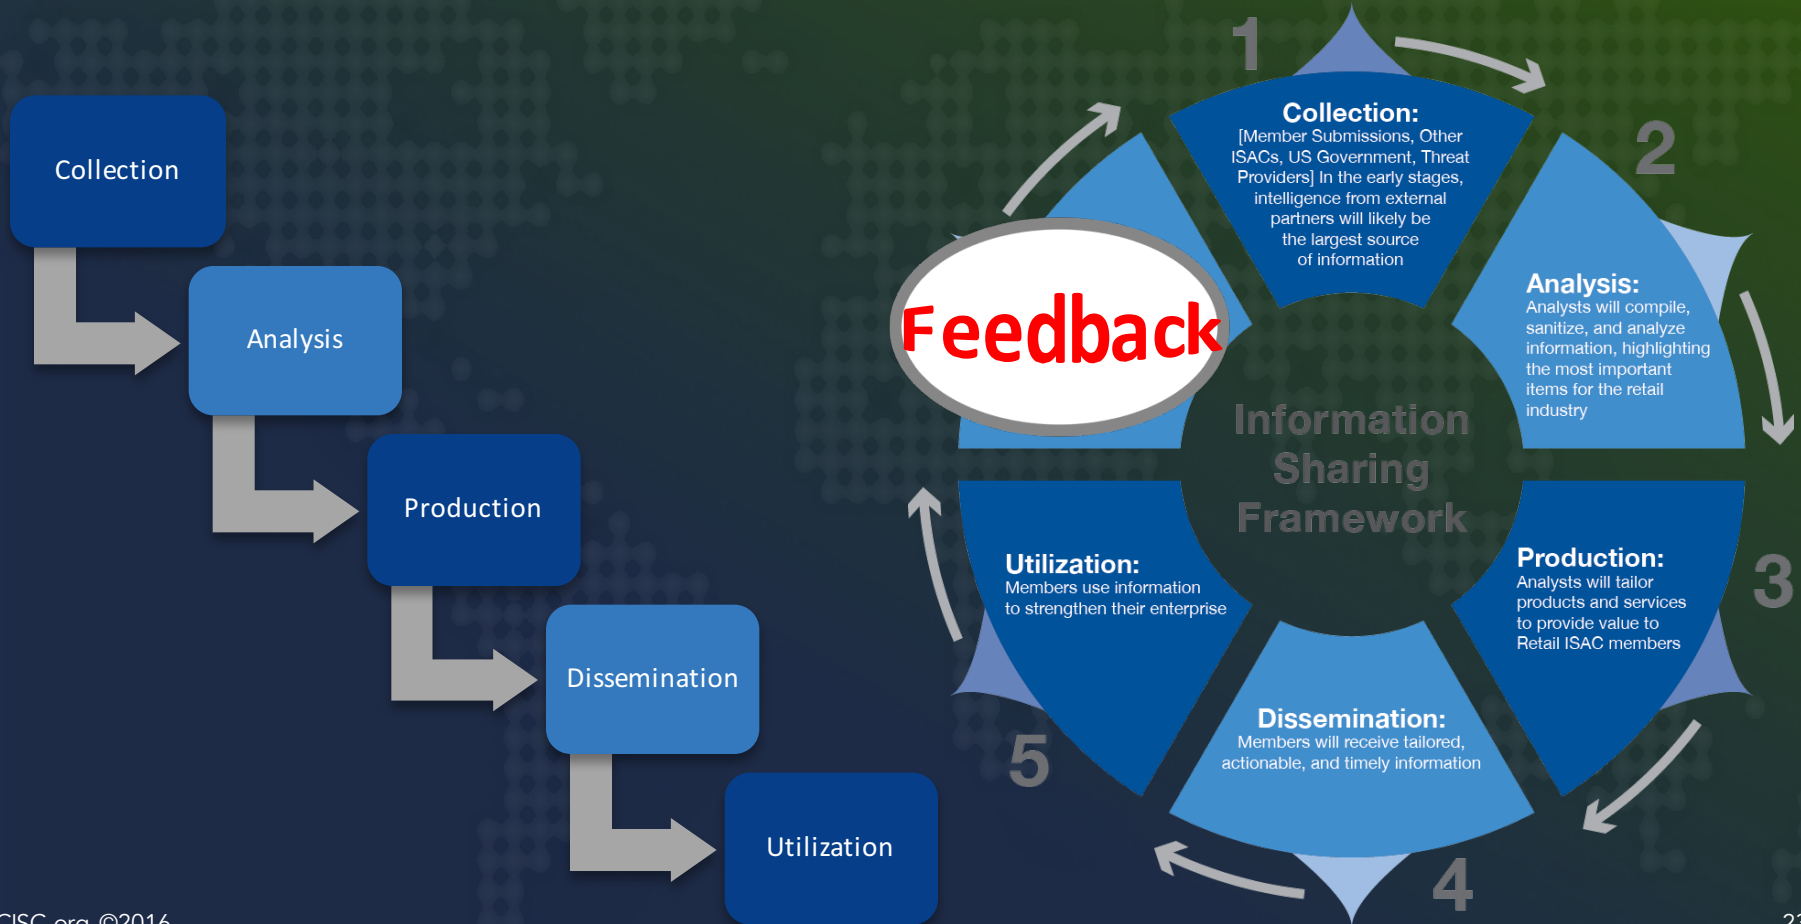 Collection
Analysis
Production
Dissemination
Utilization
1
Collection:
[Member Submissions, Other
ISACs, US Government, Threat
Providers] In the early stages,
intelligence from external
partners will likely be
the largest source
of information
2
Analysis:
Analysts will compile,
sanitize, and analyze
information, highlighting
the most important
items for the retail
industry
3
Production:
Analysts will tailor
products and services
to provide value to
Retail ISAC members
4
Dissemination:
Members will receive tailored,
actionable, and timely information
5
Utilization:
Members use information
to strengthen their enterprise
Feedback
Information
Sharing
Framework
©2016